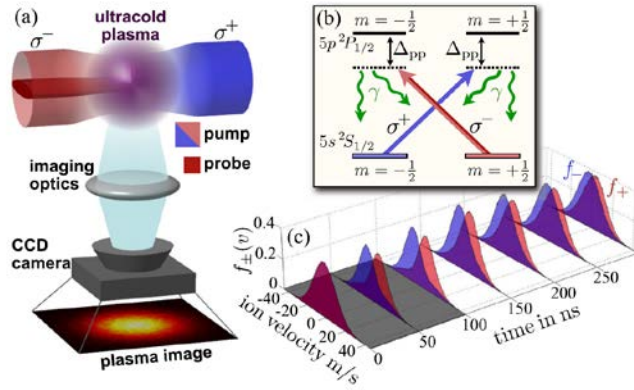 (a)
ultracold
plasma
σ−
σ+
pump
probe
imaging
optics
CCD
camera
plasma image
(b)
m = −1/2
m = +1/2
5p ²P1/2
Δpp
Δpp
γ
γ
σ+
σ−
5s ²S1/2
m = −1/2
m = +1/2
(c)
f−
f+
f±(v)
0.4
0.2
0
-40
-20
0
20
40
ion velocity m/s
0
50
100
150
200
250
time in ns